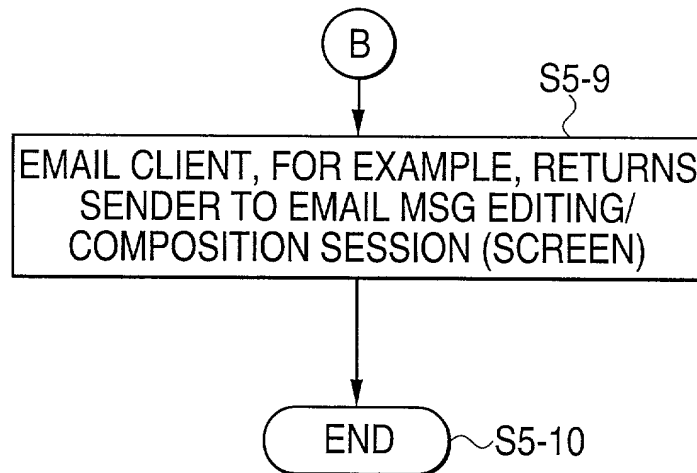 B
S5-9
EMAIL CLIENT, FOR EXAMPLE, RETURNS
SENDER TO EMAIL MSG EDITING/
COMPOSITION SESSION (SCREEN)
END
S5-10